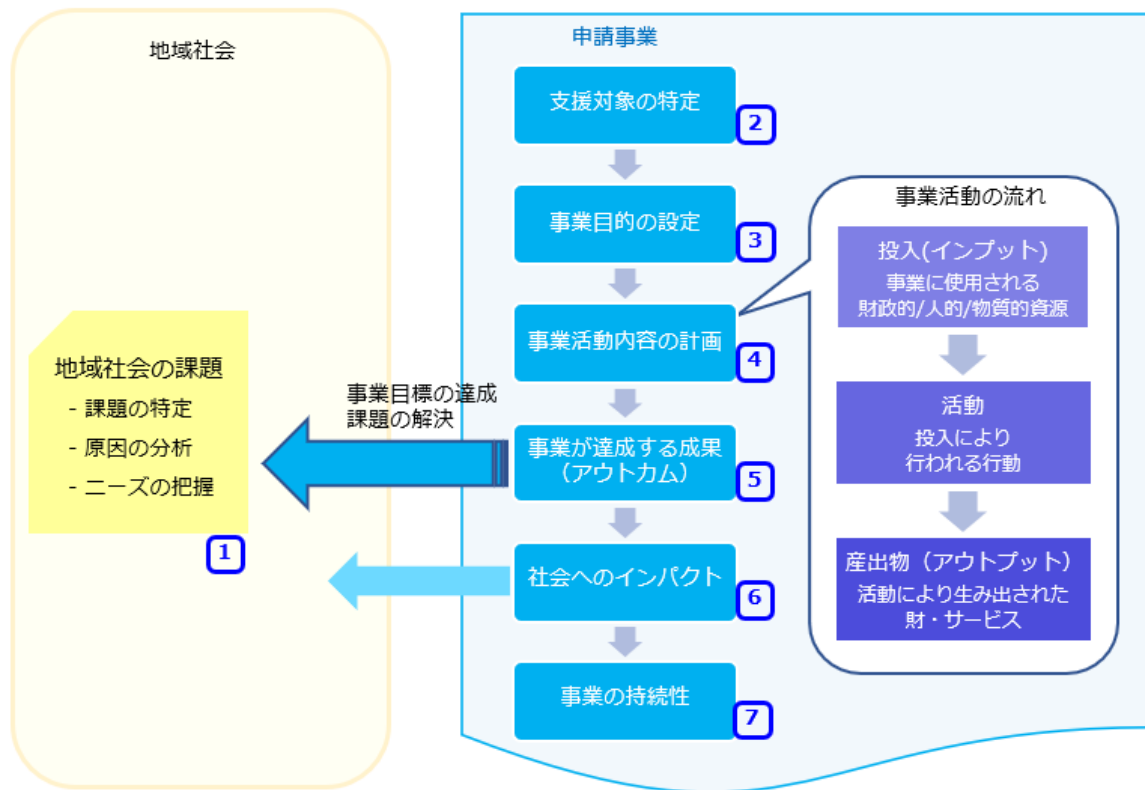 地域社会
地域社会の課題
- 課題の特定
- 原因の分析
- ニーズの把握
1
事業目標の達成
課題の解決
申請事業
支援対象の特定
2
事業目的の設定
3
事業活動内容の計画
4
事業が達成する成果
（アウトカム）
5
社会へのインパクト
6
事業の持続性
7
事業活動の流れ
投入(インプット)
事業に使用される
財政的/人的/物質的資源
活動
投入により
行われる行動
産出物（アウトプット）
活動により生み出された
財・サービス